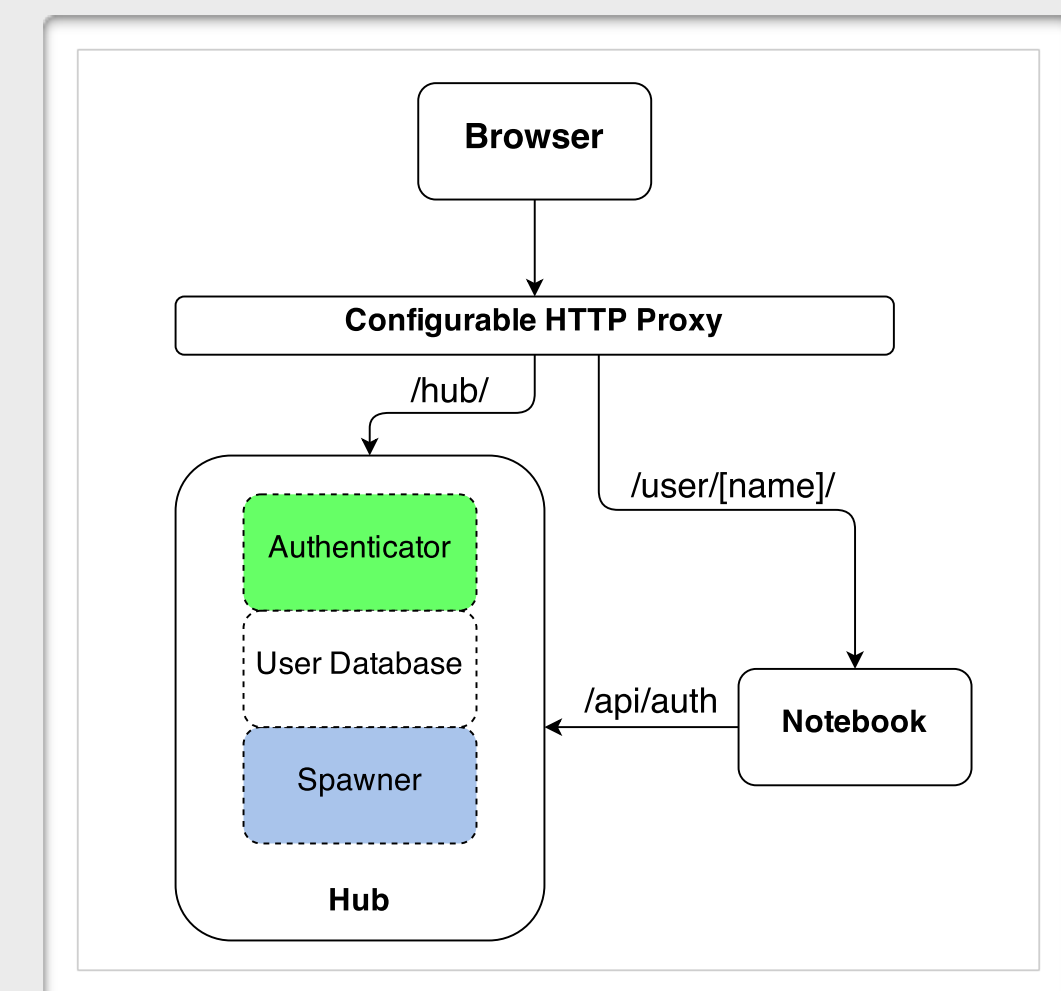 Browser
Configurable HTTP Proxy
/hub/
/user/[name]/
Authenticator
User Database
/api/auth
Notebook
Spawner
Hub